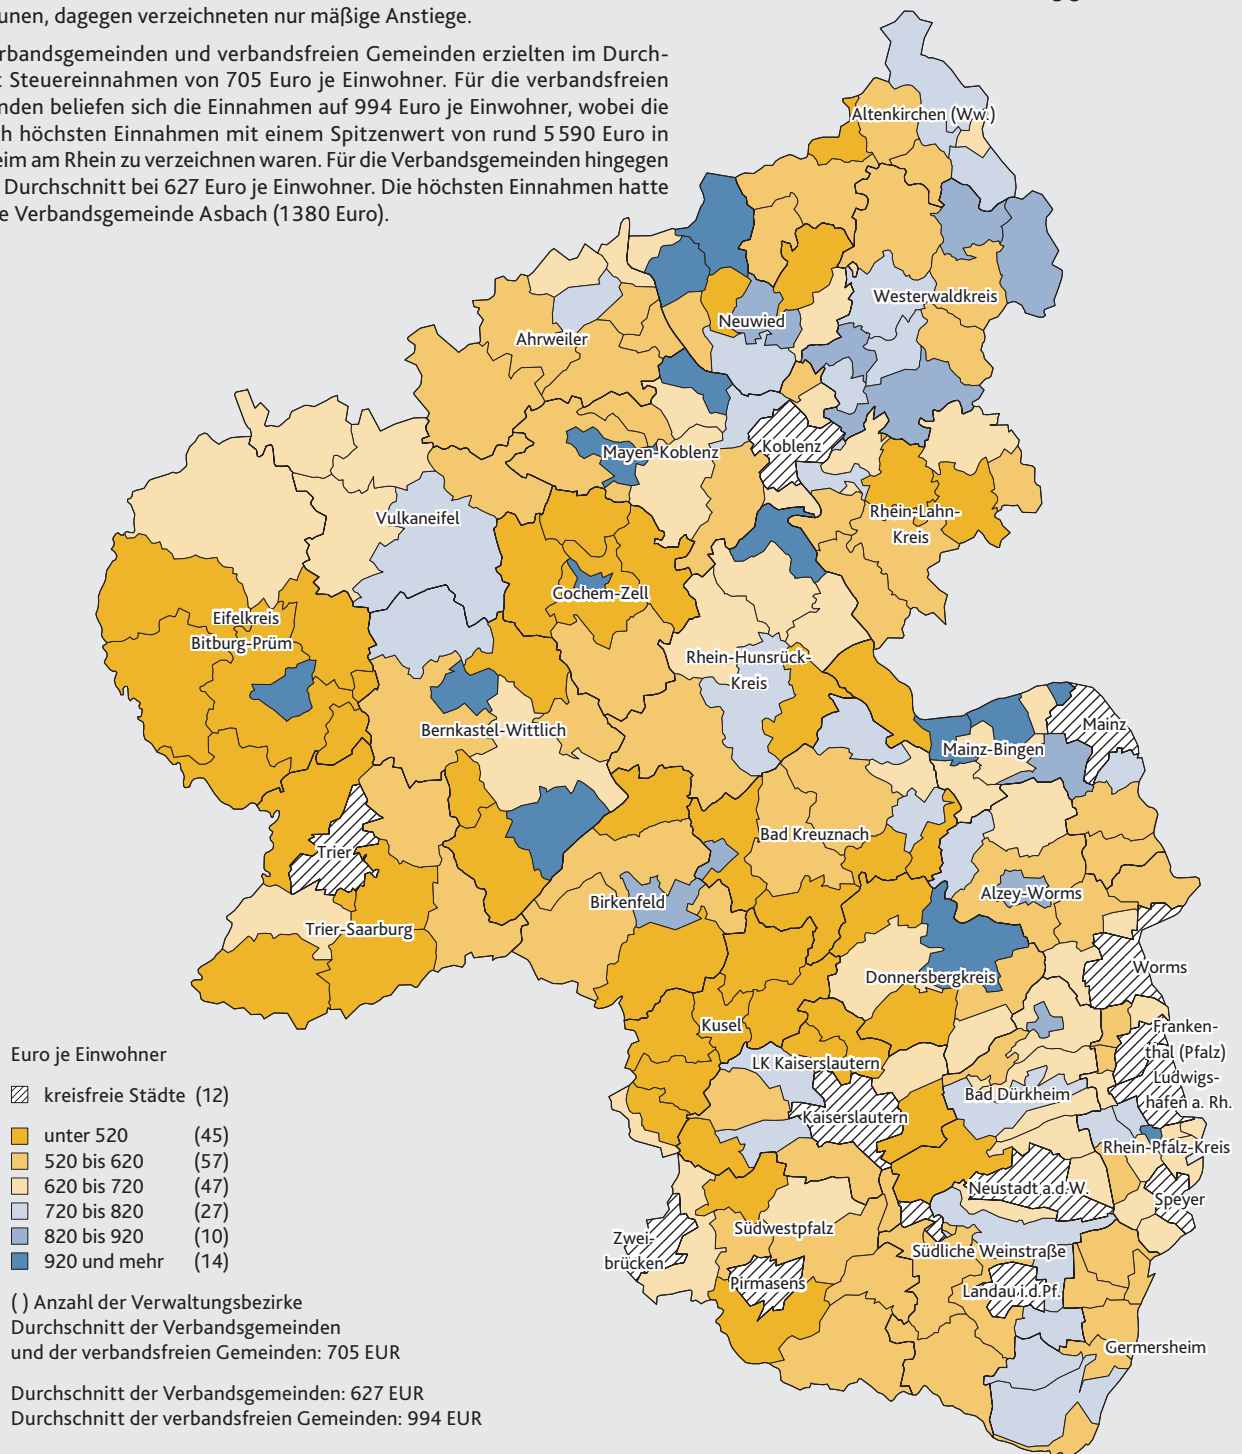 unen, dagegen verzeichneten nur mäßige Anstiege.
rbandsgemeinden und verbandsfreien Gemeinden erzielten im Durch-
t Steuereinnahmen von 705 Euro je Einwohner. Für die verbandsfreien
nden beliefen sich die Einnahmen auf 994 Euro je Einwohner, wobei die
ch höchsten Einnahmen mit einem Spitzenwert von rund 5 590 Euro in
eim am Rhein zu verzeichnen waren. Für die Verbandsgemeinden hingegen
Durchschnitt bei 627 Euro je Einwohner. Die höchsten Einnahmen hatte
e Verbandsgemeinde Asbach (1 380 Euro).
Altenkirchen (Ww.)
Westerwaldkreis
Neuwied
Ahrweiler
Koblenz
Mayen-Koblenz
Rhein-Lahn-
Kreis
Vulkaneifel
Cochem-Zell
Eifelkreis
Bitburg-Prüm
Rhein-Hunsrück-
Kreis
Bernkastel-Wittlich
Mainz
Mainz-Bingen
Bad Kreuznach
Trier
Alzey-Worms
Birkenfeld
Trier-Saarburg
Worms
Donnersbergkreis
Kusel
Franken-
thal (Pfalz)
LK Kaiserslautern
Ludwigs-
hafen a. Rh.
Bad Dürkheim
Kaiserslautern
Rhein-Pfalz-Kreis
Neustadt a.d.W.
Speyer
Südwestpfalz
Zwei-
brücken
Südliche Weinstraße
Pirmasens
Landau i.d.Pf.
Germersheim
Euro je Einwohner
kreisfreie Städte (12)
unter 520 (45)
520 bis 620 (57)
620 bis 720 (47)
720 bis 820 (27)
820 bis 920 (10)
920 und mehr (14)
( ) Anzahl der Verwaltungsbezirke
Durchschnitt der Verbandsgemeinden
und der verbandsfreien Gemeinden: 705 EUR
Durchschnitt der Verbandsgemeinden: 627 EUR
Durchschnitt der verbandsfreien Gemeinden: 994 EUR